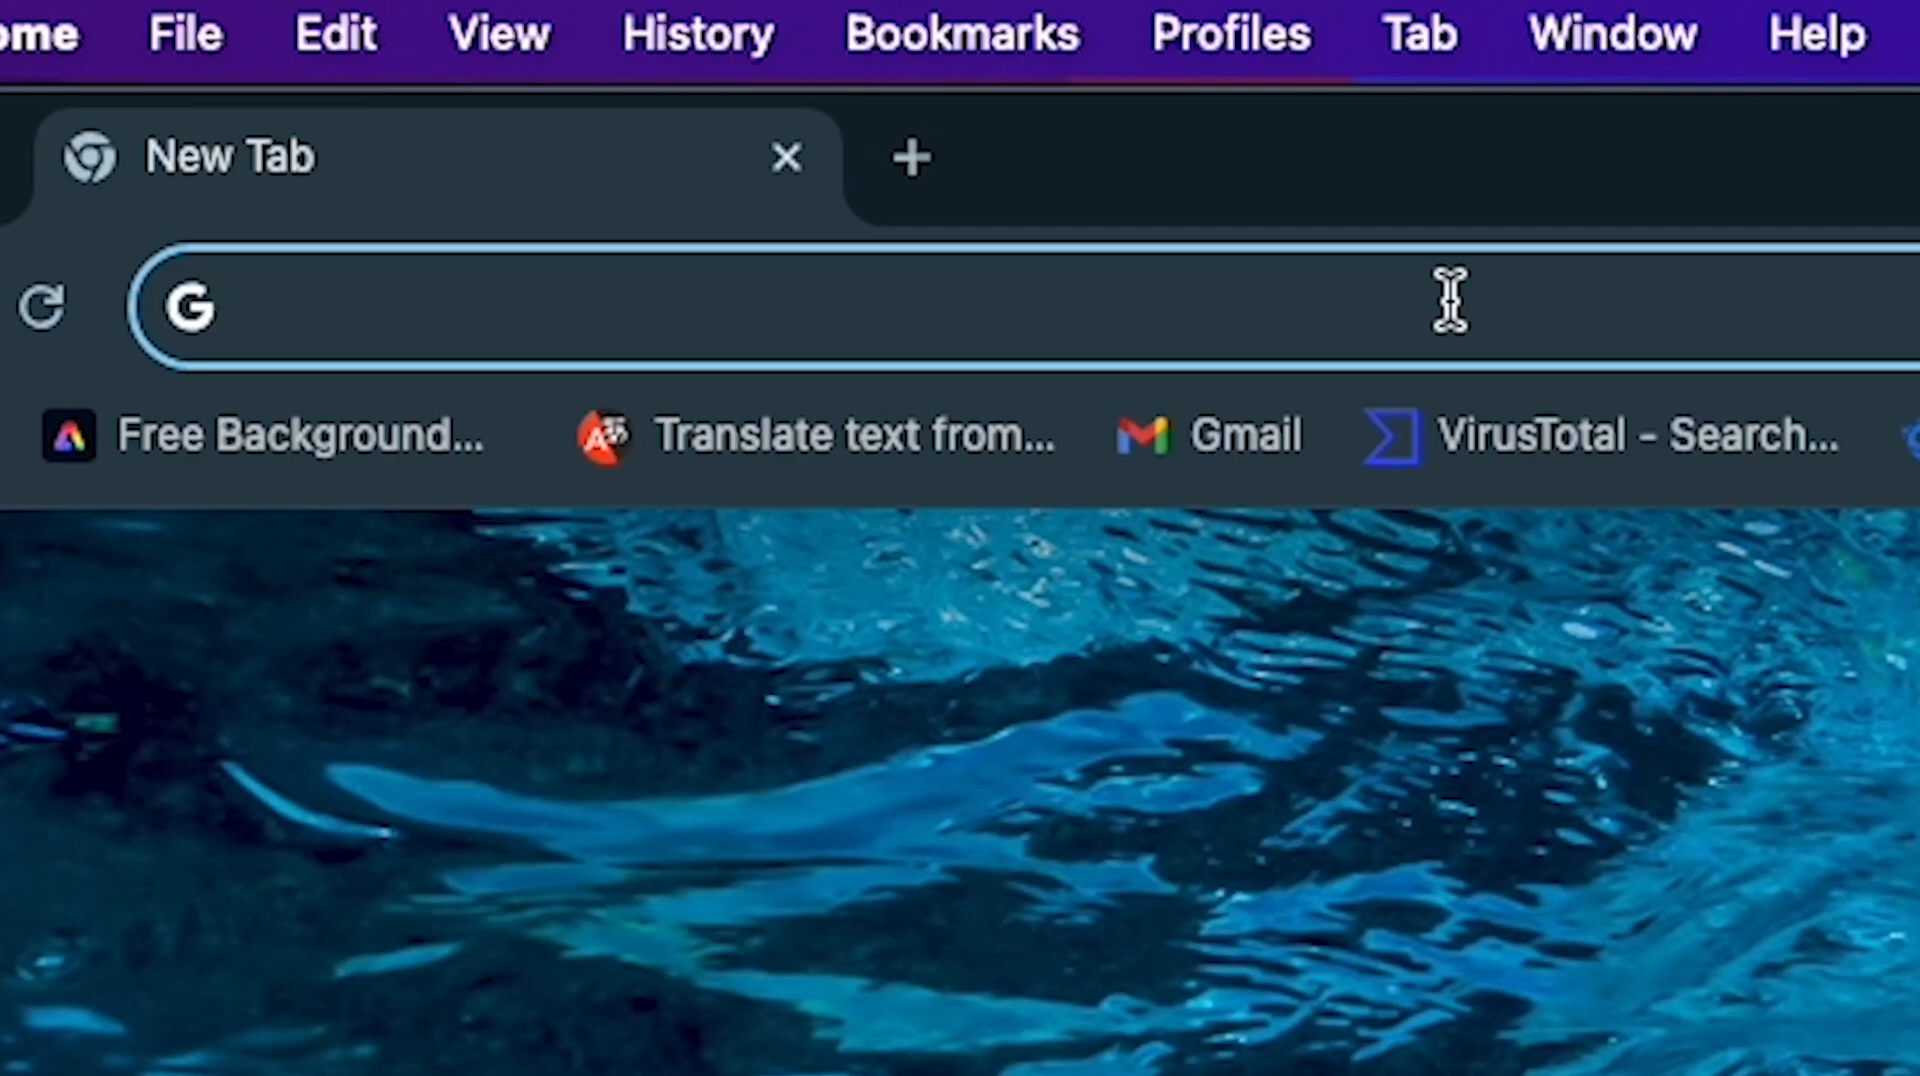 ome File Edit View History Bookmarks Profiles Tab Window Help
New Tab
G
Free Background... Translate text from... Gmail VirusTotal - Search...